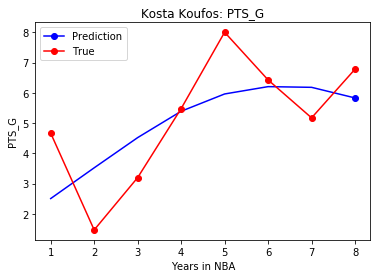 Kosta Koufos: PTS_G
Prediction
True
8
7
6
5
4
3
2
PTS_G
1 2 3 4 5 6 7 8
Years in NBA